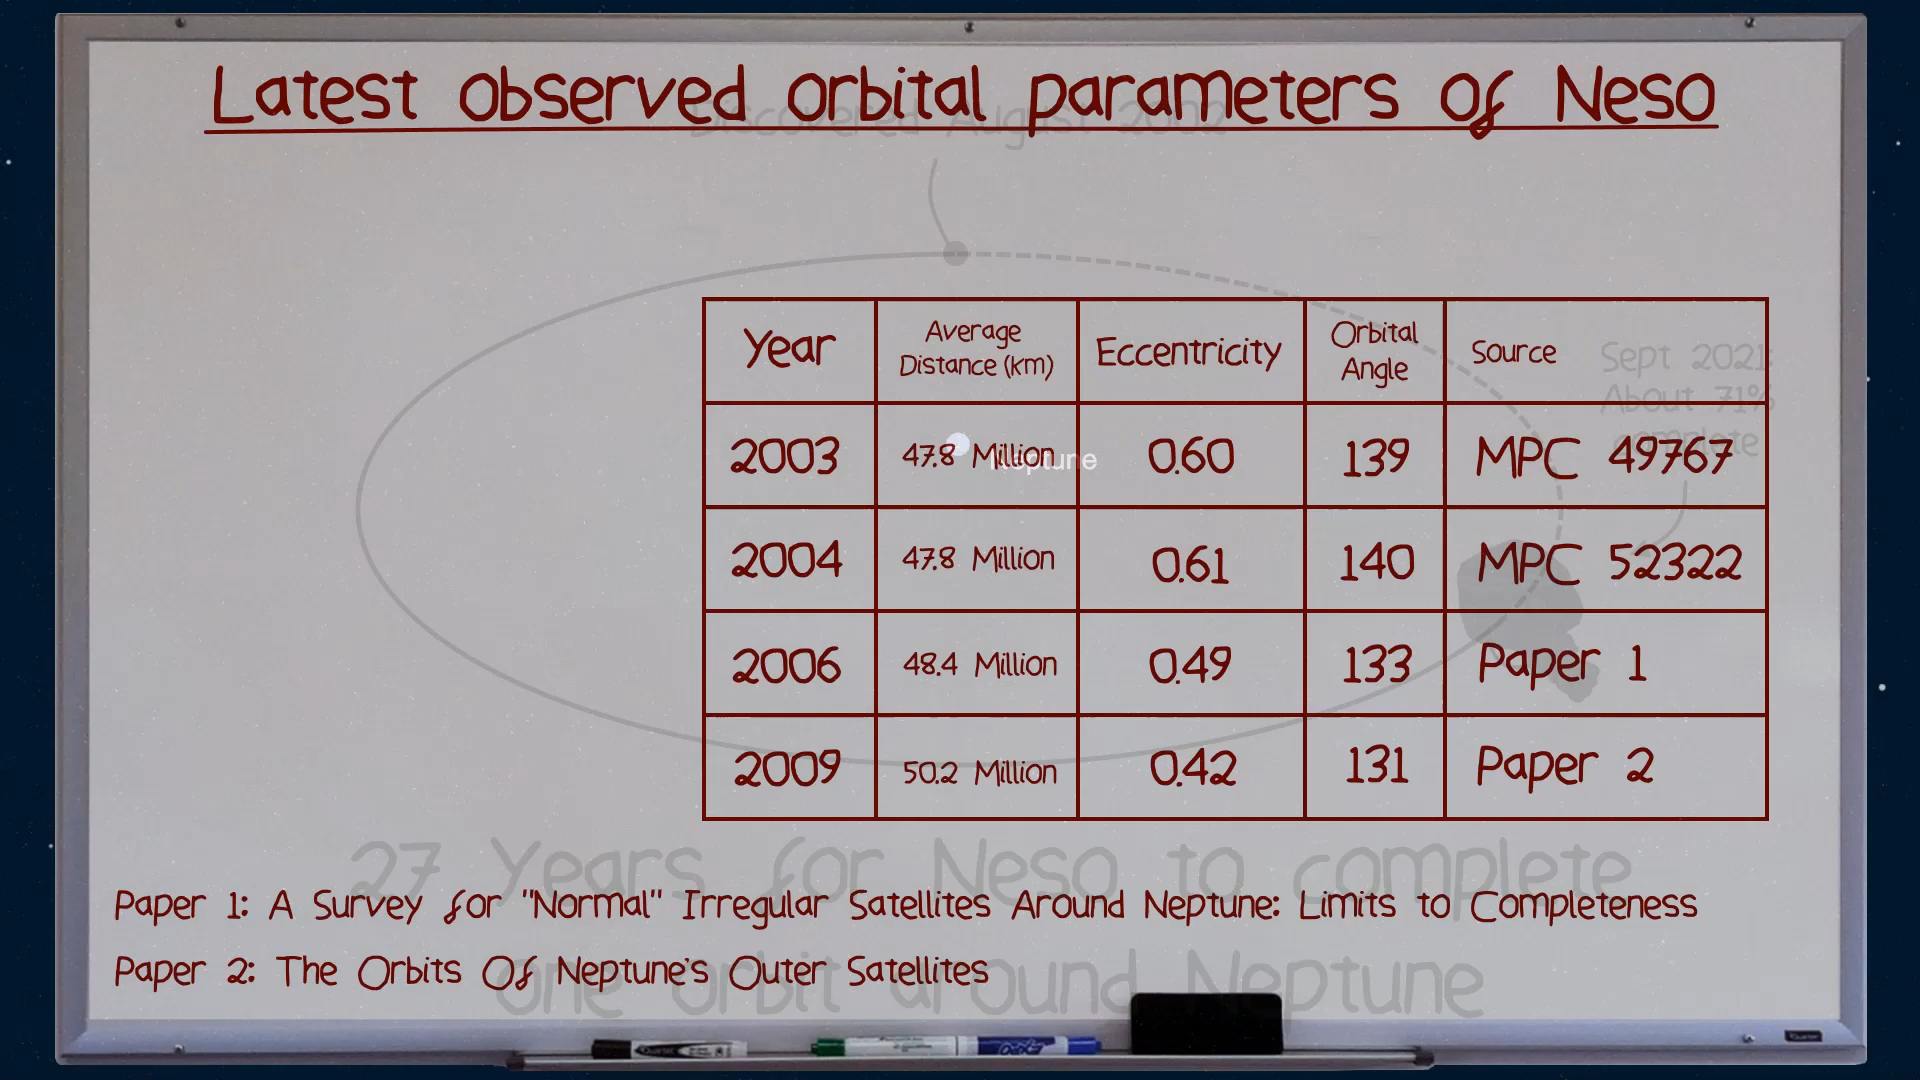 Latest observed orbital parameters of Neso
Discovered August 2002
Year Average Distance (km) Eccentricity Orbital Angle Source
Sept 2021:
About 71%
complete
2003 47.8 Million 0.60 139 MPC 49767
Neptune
2004 47.8 Million 0.61 140 MPC 52322
2006 48.4 Million 0.49 133 Paper 1
2009 50.2 Million 0.42 131 Paper 2
27 Years for Neso to complete
one orbit around Neptune
Paper 1: A Survey for "Normal" Irregular Satellites Around Neptune: Limits to Completeness
Paper 2: The Orbits Of Neptune's Outer Satellites